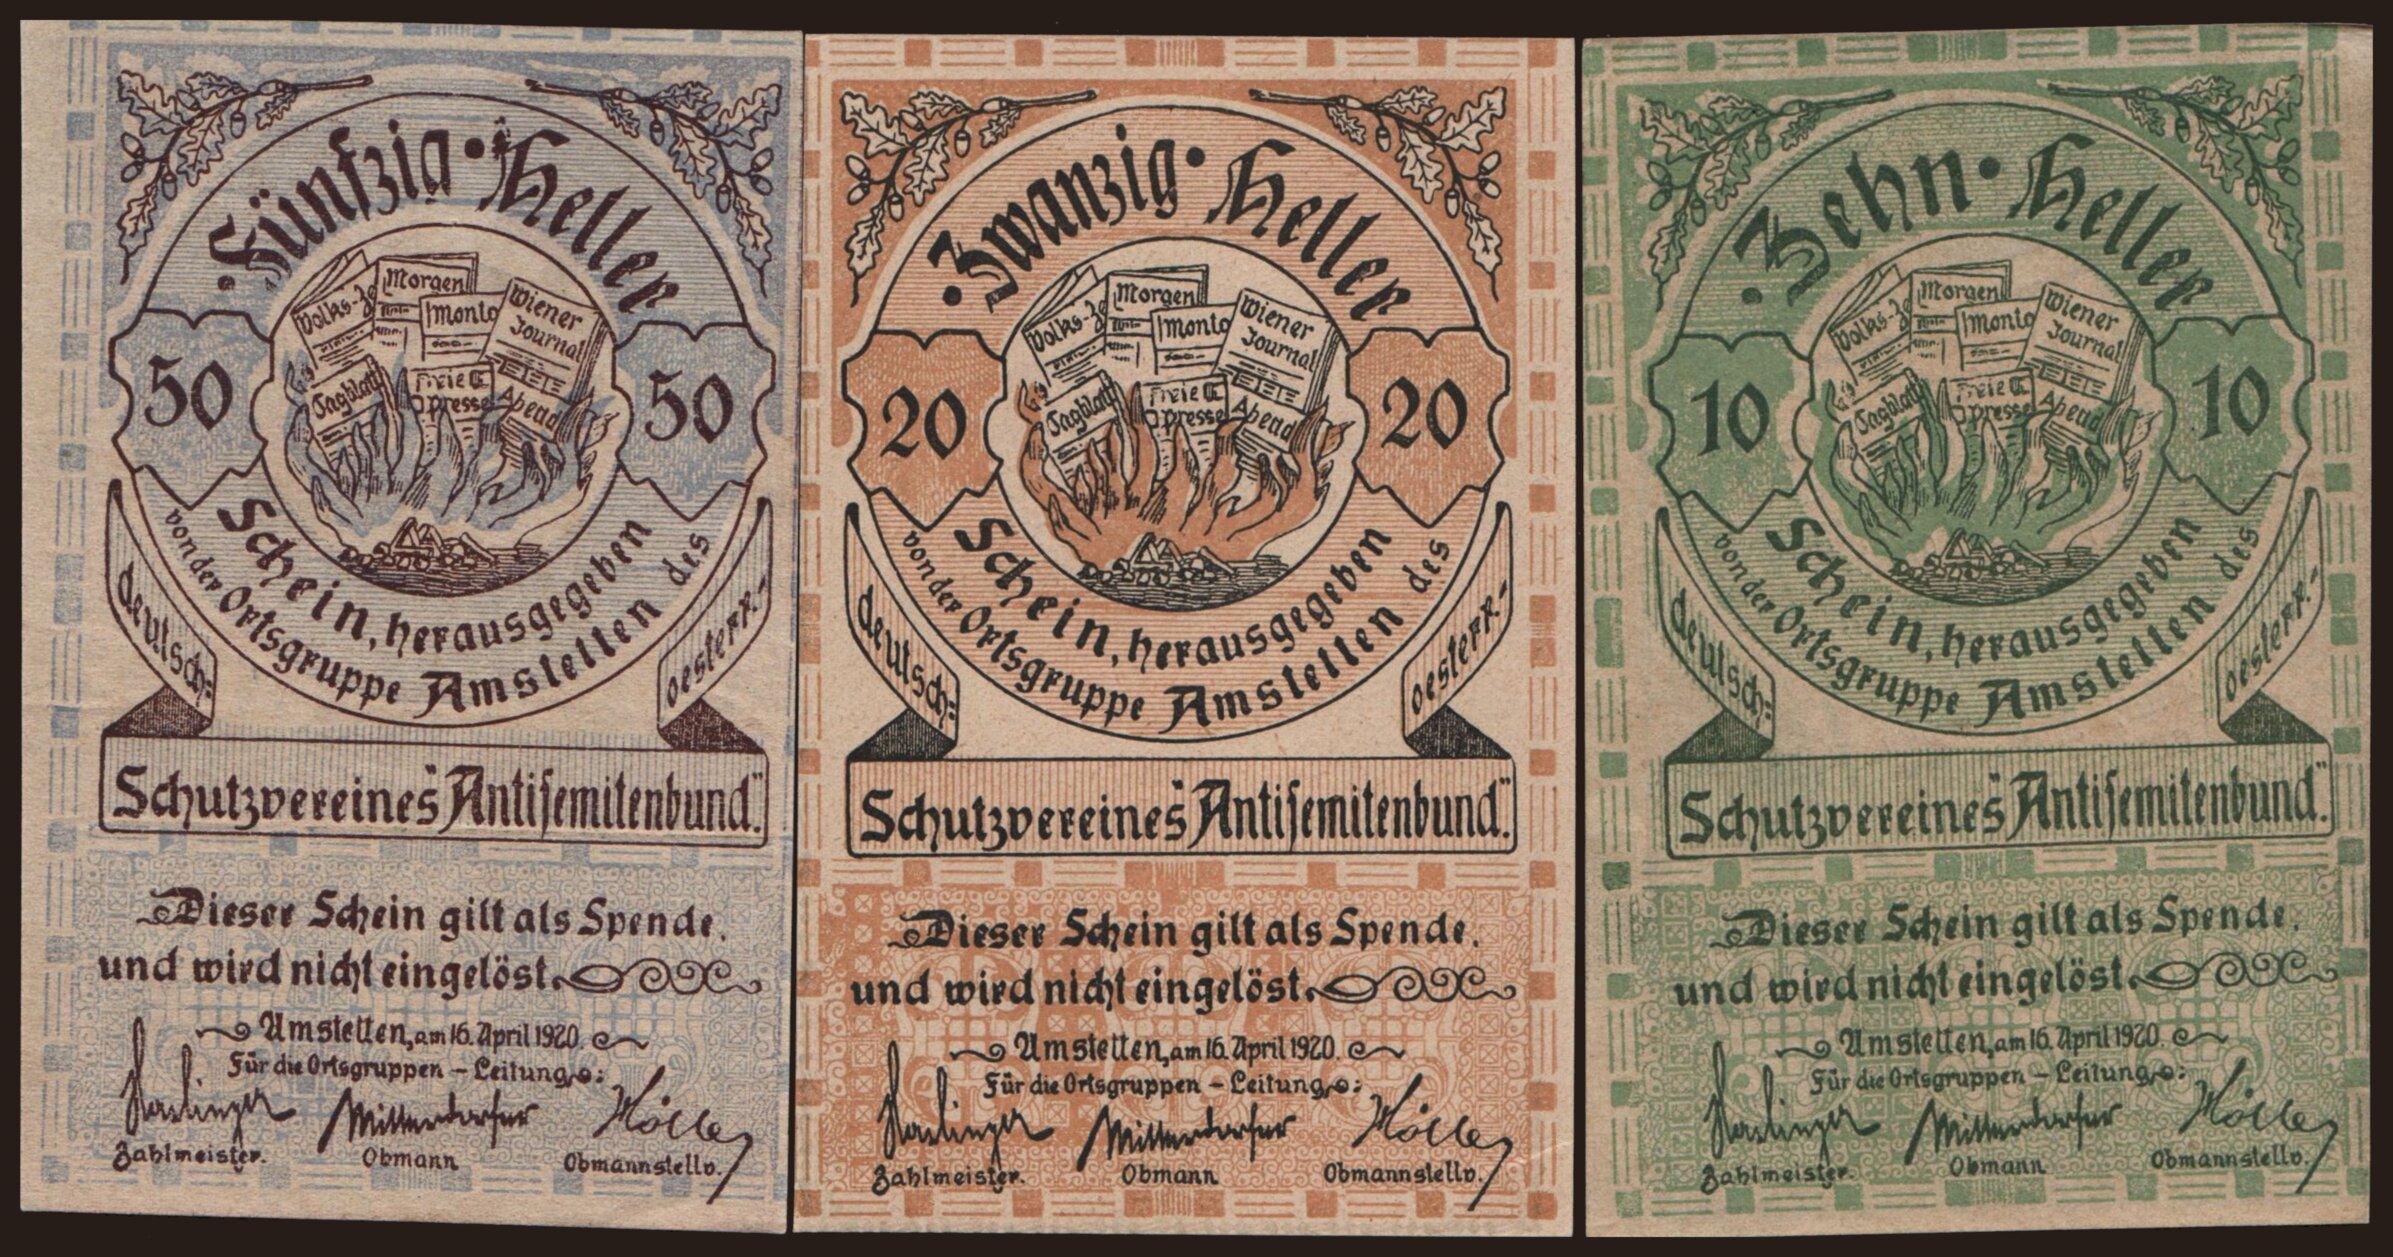 Fünfzig · Heller
Volks-Z
Morgen
Monta
Wiener
Journal
Tagblatt
Freie
Presse
Abend
50
50
Schein, herausgegeben
von der Ortsgruppe Amstetten des
deutsch=
oesterr.-
Schutzvereines "Antisemitenbund."
Dieser Schein gilt als Spende,
und wird nicht eingelöst.
Amstetten, am 16. April 1920.
Für die Ortsgruppen - Leitung:
Mitterdorfer
Zahlmeister.
Obmann
Obmannstellv.
Zwanzig · Heller
Volks-Z
Morgen
Monta
Wiener
Journal
Tagblatt
Freie
Presse
Abend
20
20
Schein, herausgegeben
von der Ortsgruppe Amstetten des
deutsch=
oesterr.-
Schutzvereines "Antisemitenbund."
Dieser Schein gilt als Spende,
und wird nicht eingelöst.
Amstetten, am 16. April 1920.
Für die Ortsgruppen - Leitung:
Mitterdorfer
Zahlmeister.
Obmann
Obmannstellv.
Zehn · Heller
Volks-Z
Morgen
Monta
Wiener
Journal
Tagblatt
Freie
Presse
Abend
10
10
Schein, herausgegeben
von der Ortsgruppe Amstetten des
deutsch=
oesterr.-
Schutzvereines "Antisemitenbund."
Dieser Schein gilt als Spende,
und wird nicht eingelöst.
Amstetten, am 16. April 1920.
Für die Ortsgruppen - Leitung:
Mitterdorfer
Zahlmeister.
Obmann
Obmannstellv.